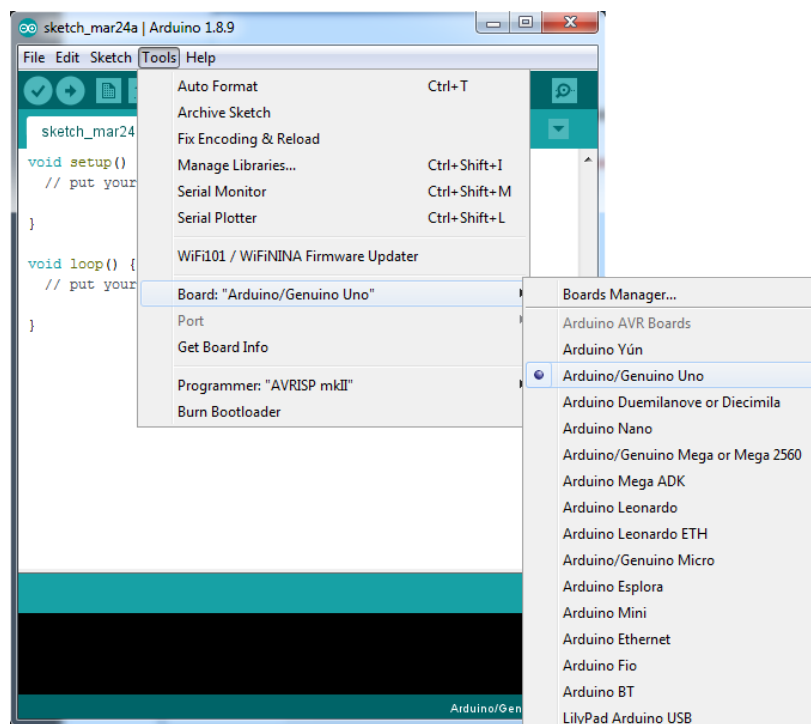 sketch_mar24a | Arduino 1.8.9
File Edit Sketch Tools Help
sketch_mar24
void setup()
// put your
}
void loop() {
// put your
}
Auto Format Ctrl+T
Archive Sketch
Fix Encoding & Reload
Manage Libraries... Ctrl+Shift+I
Serial Monitor Ctrl+Shift+M
Serial Plotter Ctrl+Shift+L
WiFi101 / WiFiNINA Firmware Updater
Board: "Arduino/Genuino Uno"
Port
Get Board Info
Programmer: "AVRISP mkII"
Burn Bootloader
Boards Manager...
Arduino AVR Boards
Arduino Yún
Arduino/Genuino Uno
Arduino Duemilanove or Diecimila
Arduino Nano
Arduino/Genuino Mega or Mega 2560
Arduino Mega ADK
Arduino Leonardo
Arduino Leonardo ETH
Arduino/Genuino Micro
Arduino Esplora
Arduino Mini
Arduino Ethernet
Arduino Fio
Arduino BT
LilyPad Arduino USB
Arduino/Gen